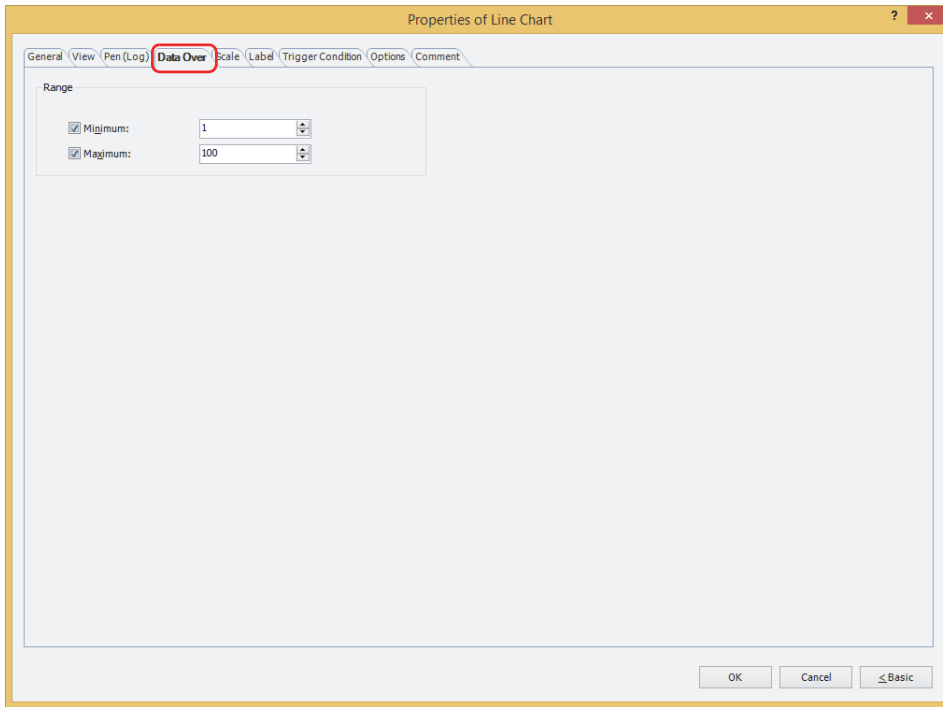 Properties of Line Chart ? ×
General View Pen (Log) Data Over Scale Label Trigger Condition Options Comment
Range
Minimum: 1
Maximum: 100
OK Cancel < Basic